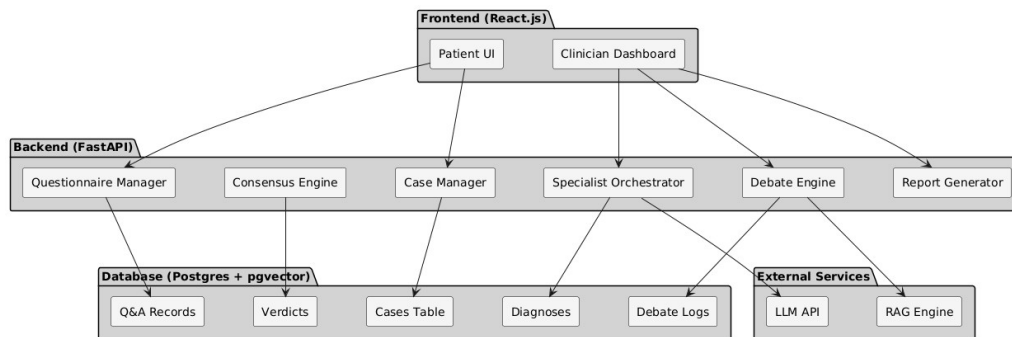 Frontend (React.js)
Patient UI
Clinician Dashboard
Backend (FastAPI)
Questionnaire Manager
Consensus Engine
Case Manager
Specialist Orchestrator
Debate Engine
Report Generator
Database (Postgres + pgvector)
Q&A Records
Verdicts
Cases Table
Diagnoses
Debate Logs
External Services
LLM API
RAG Engine